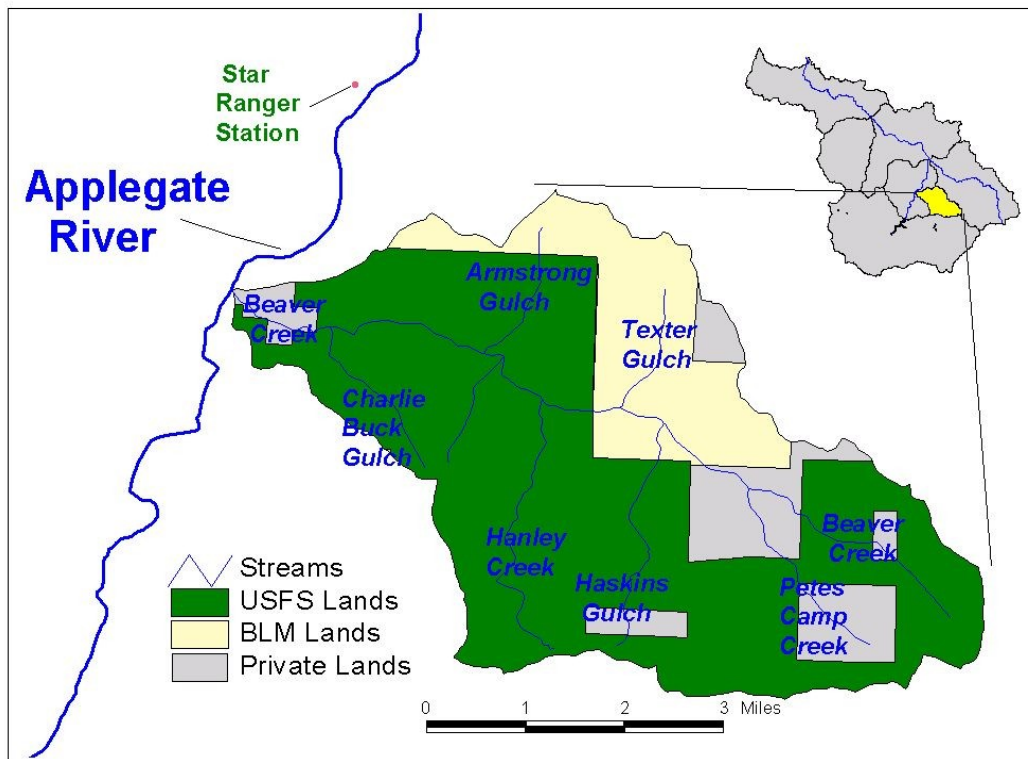 Star
Ranger
Station
Applegate
River
Armstrong
Gulch
Beaver
Creek
Texter
Gulch
Charlie
Buck
Gulch
Hanley
Creek
Beaver
Creek
Haskins
Gulch
Petes
Camp
Creek
Streams
USFS Lands
BLM Lands
Private Lands
0 1 2 3 Miles